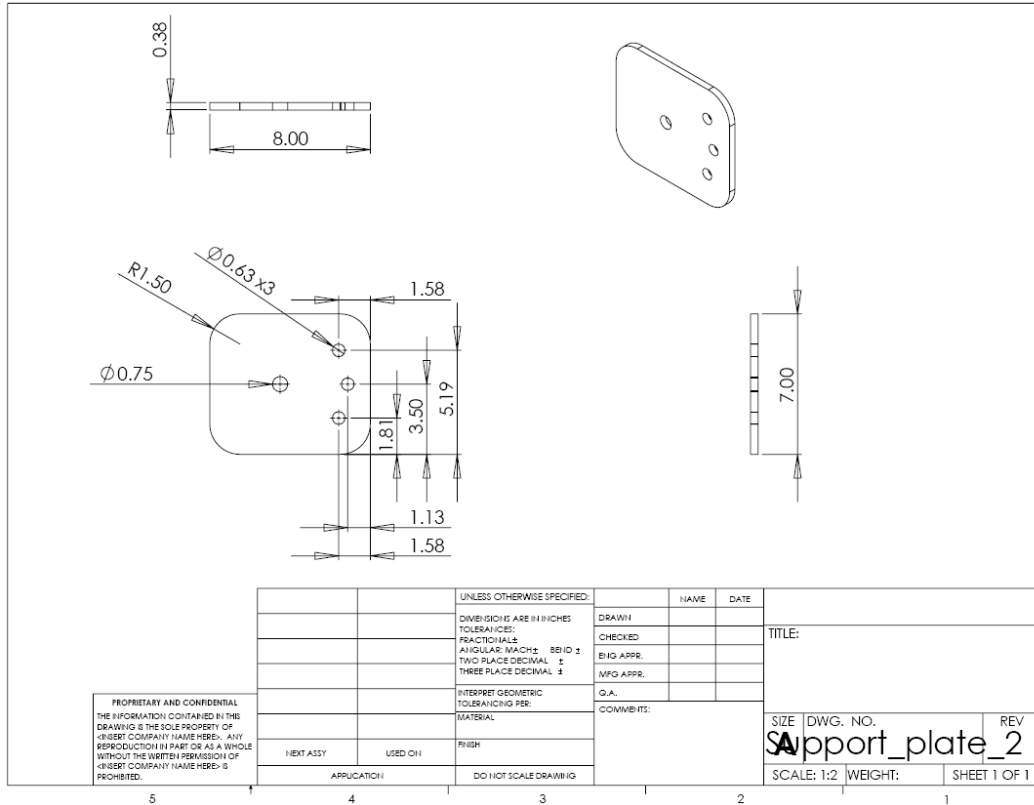 0.38
8.00
R1.50
Ø0.63 x3
1.58
Ø0.75
1.81
3.50
5.19
7.00
1.13
1.58
UNLESS OTHERWISE SPECIFIED:
DIMENSIONS ARE IN INCHES
TOLERANCES:
FRACTIONAL±
ANGULAR: MACH± BEND ±
TWO PLACE DECIMAL ±
THREE PLACE DECIMAL ±
INTERPRET GEOMETRIC
TOLERANCING PER:
MATERIAL
FINISH
DO NOT SCALE DRAWING
NAME DATE
DRAWN
CHECKED
ENG APPR.
MFG APPR.
Q.A.
COMMENTS:
TITLE:
SIZE DWG. NO. REV
A
Support_plate_2
SCALE: 1:2 WEIGHT: SHEET 1 OF 1
PROPRIETARY AND CONFIDENTIAL
THE INFORMATION CONTAINED IN THIS
DRAWING IS THE SOLE PROPERTY OF
<INSERT COMPANY NAME HERE>. ANY
REPRODUCTION IN PART OR AS A WHOLE
WITHOUT THE WRITTEN PERMISSION OF
<INSERT COMPANY NAME HERE> IS
PROHIBITED.
NEXT ASSY USED ON
APPLICATION
5 4 3 2 1